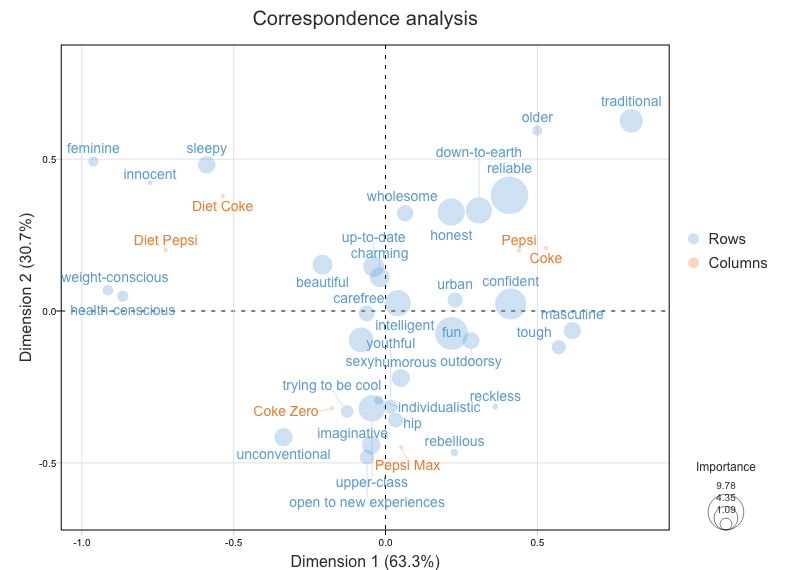 Correspondence analysis
traditional
older
feminine
sleepy
down-to-earth
reliable
innocent
wholesome
Diet Coke
honest
Diet Pepsi
up-to-date
Pepsi
charming
Coke
weight-conscious
beautiful
urban
confident
carefree
health-conscious
masculine
intelligent
fun
tough
youthful
sexy
humorous
outdoorsy
trying to be cool
reckless
Coke Zero
individualistic
hip
imaginative
rebellious
unconventional
Pepsi Max
upper-class
open to new experiences
0.5
0.0
-0.5
-1.0
-0.5
0.0
0.5
Dimension 1 (63.3%)
Dimension 2 (30.7%)
Rows
Columns
Importance
9.78
4.35
1.09